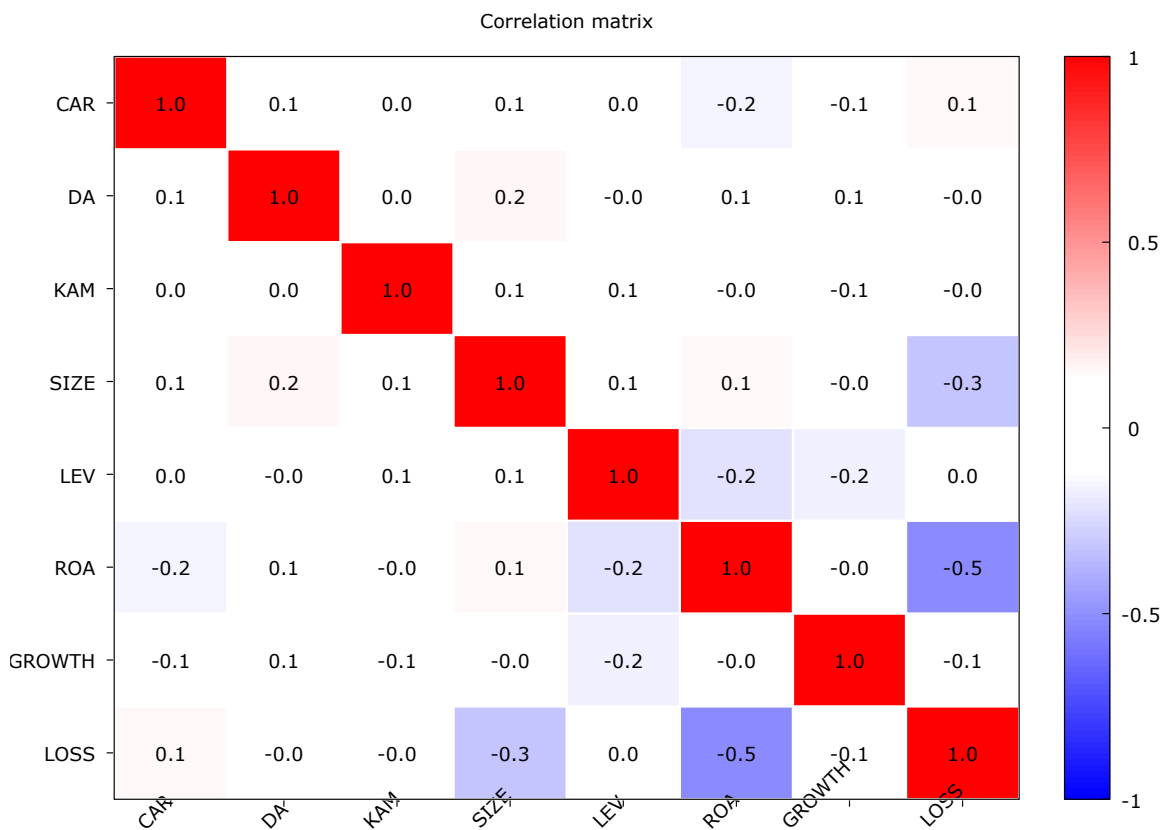 Correlation matrix
CAR 1.0 0.1 0.0 0.1 0.0 -0.2 -0.1 0.1
DA 0.1 1.0 0.0 0.2 -0.0 0.1 0.1 -0.0
KAM 0.0 0.0 1.0 0.1 0.1 -0.0 -0.1 -0.0
SIZE 0.1 0.2 0.1 1.0 0.1 0.1 -0.0 -0.3
LEV 0.0 -0.0 0.1 0.1 1.0 -0.2 -0.2 0.0
ROA -0.2 0.1 -0.0 0.1 -0.2 1.0 -0.0 -0.5
GROWTH -0.1 0.1 -0.1 -0.0 -0.2 -0.0 1.0 -0.1
LOSS 0.1 -0.0 -0.0 -0.3 0.0 -0.5 -0.1 1.0
CAR DA KAM SIZE LEV ROA GROWTH LOSS
1
0.5
0
-0.5
-1